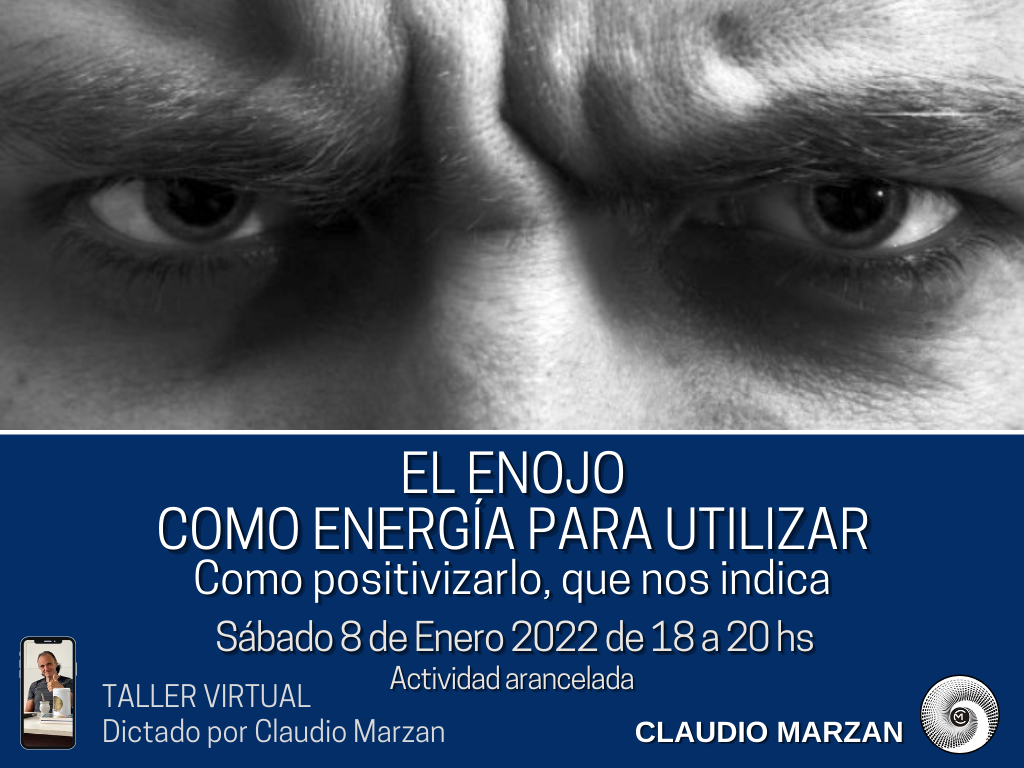 EL ENOJO
COMO ENERGÍA PARA UTILIZAR
Como positivizarlo, que nos indica
Sábado 8 de Enero 2022 de 18 a 20 hs
Actividad arancelada
TALLER VIRTUAL
Dictado por Claudio Marzan
CLAUDIO MARZAN
M